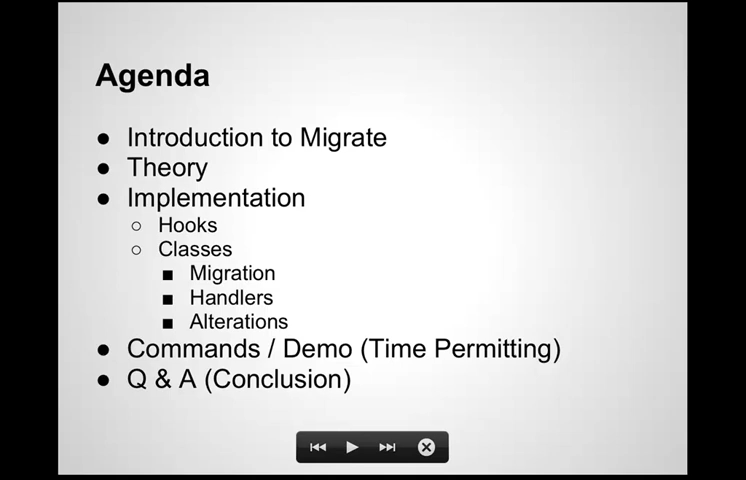 Agenda
● Introduction to Migrate
● Theory
● Implementation
○ Hooks
○ Classes
■ Migration
■ Handlers
■ Alterations
● Commands / Demo (Time Permitting)
● Q & A (Conclusion)